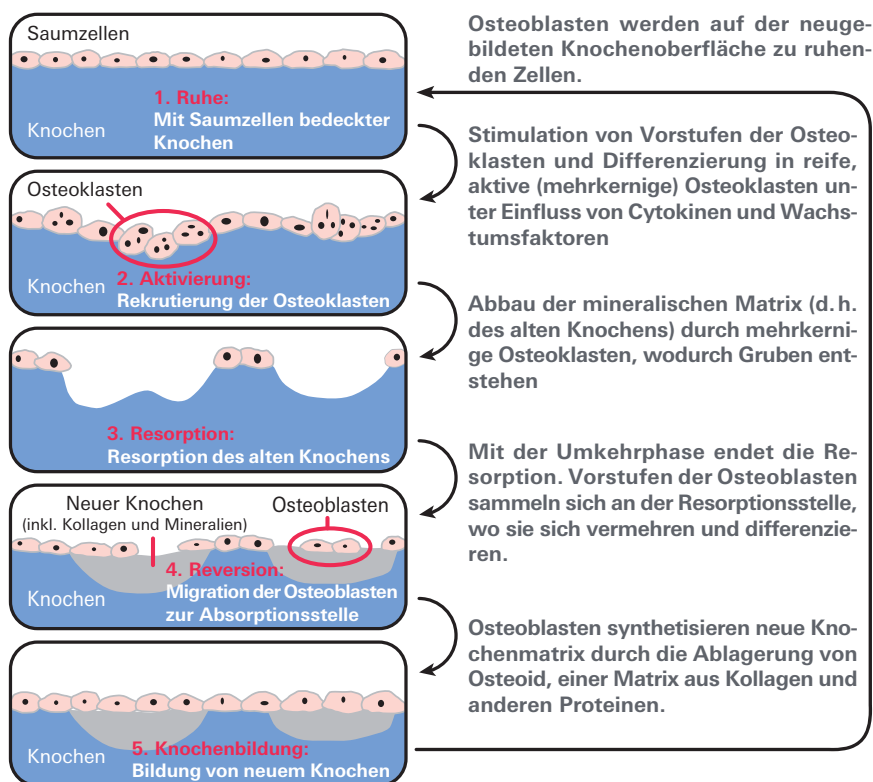 Saumzellen
1. Ruhe:
Mit Saumzellen bedeckter
Knochen
Knochen
Osteoblasten werden auf der neuge-
bildeten Knochenoberfläche zu ruhen-
den Zellen.
Stimulation von Vorstufen der Osteo-
klasten und Differenzierung in reife,
aktive (mehrkernige) Osteoklasten un-
ter Einfluss von Cytokinen und Wachs-
tumsfaktoren
Osteoklasten
2. Aktivierung:
Knochen
Rekrutierung der Osteoklasten
Abbau der mineralischen Matrix (d. h.
des alten Knochens) durch mehrkerni-
ge Osteoklasten, wodurch Gruben ent-
stehen
3. Resorption:
Resorption des alten Knochens
Mit der Umkehrphase endet die Re-
sorption. Vorstufen der Osteoblasten
sammeln sich an der Resorptionsstelle,
wo sie sich vermehren und differenzie-
ren.
Neuer Knochen
(inkl. Kollagen und Mineralien)
Osteoblasten
4. Reversion:
Migration der Osteoblasten
zur Absorptionsstelle
Knochen
Osteoblasten synthetisieren neue Kno-
chenmatrix durch die Ablagerung von
Osteoid, einer Matrix aus Kollagen und
anderen Proteinen.
5. Knochenbildung:
Knochen
Bildung von neuem Knochen